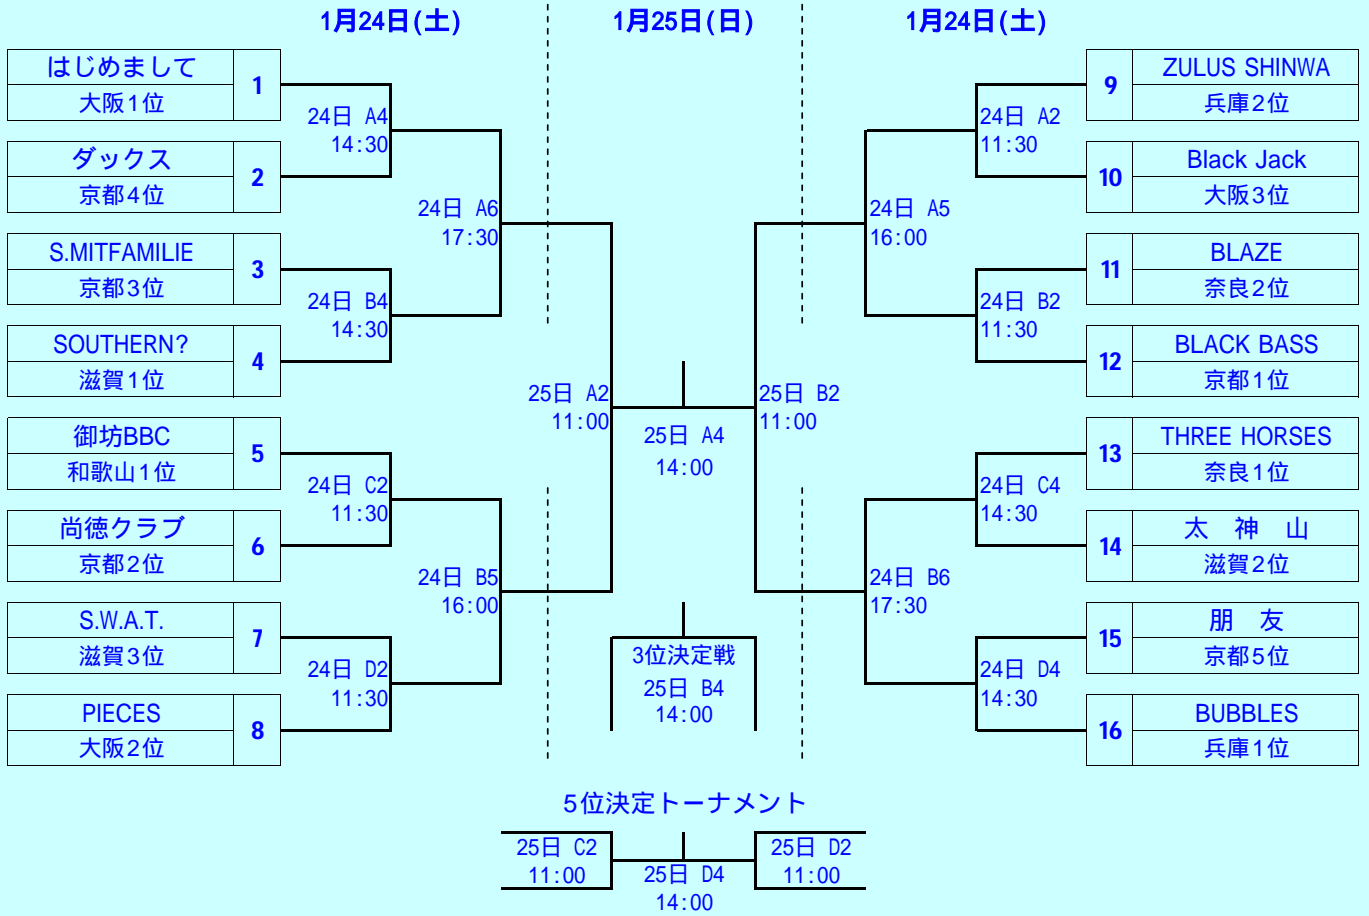 1月24日(土)
1月25日(日)
1月24日(土)
はじめまして
大阪1位
1
ダックス
京都4位
2
S.MITFAMILIE
京都3位
3
SOUTHERN?
滋賀1位
4
御坊BBC
和歌山1位
5
尚徳クラブ
京都2位
6
S.W.A.T.
滋賀3位
7
PIECES
大阪2位
8
24日 A4
14:30
24日 B4
14:30
24日 C2
11:30
24日 D2
11:30
24日 A6
17:30
24日 B5
16:00
25日 A2
11:00
25日 A4
14:00
25日 B2
11:00
3位決定戦
25日 B4
14:00
24日 A5
16:00
24日 B6
17:30
24日 A2
11:30
24日 B2
11:30
24日 C4
14:30
24日 D4
14:30
9
ZULUS SHINWA
兵庫2位
10
Black Jack
大阪3位
11
BLAZE
奈良2位
12
BLACK BASS
京都1位
13
THREE HORSES
奈良1位
14
太 神 山
滋賀2位
15
朋 友
京都5位
16
BUBBLES
兵庫1位
5位決定トーナメント
25日 C2
11:00
25日 D4
14:00
25日 D2
11:00